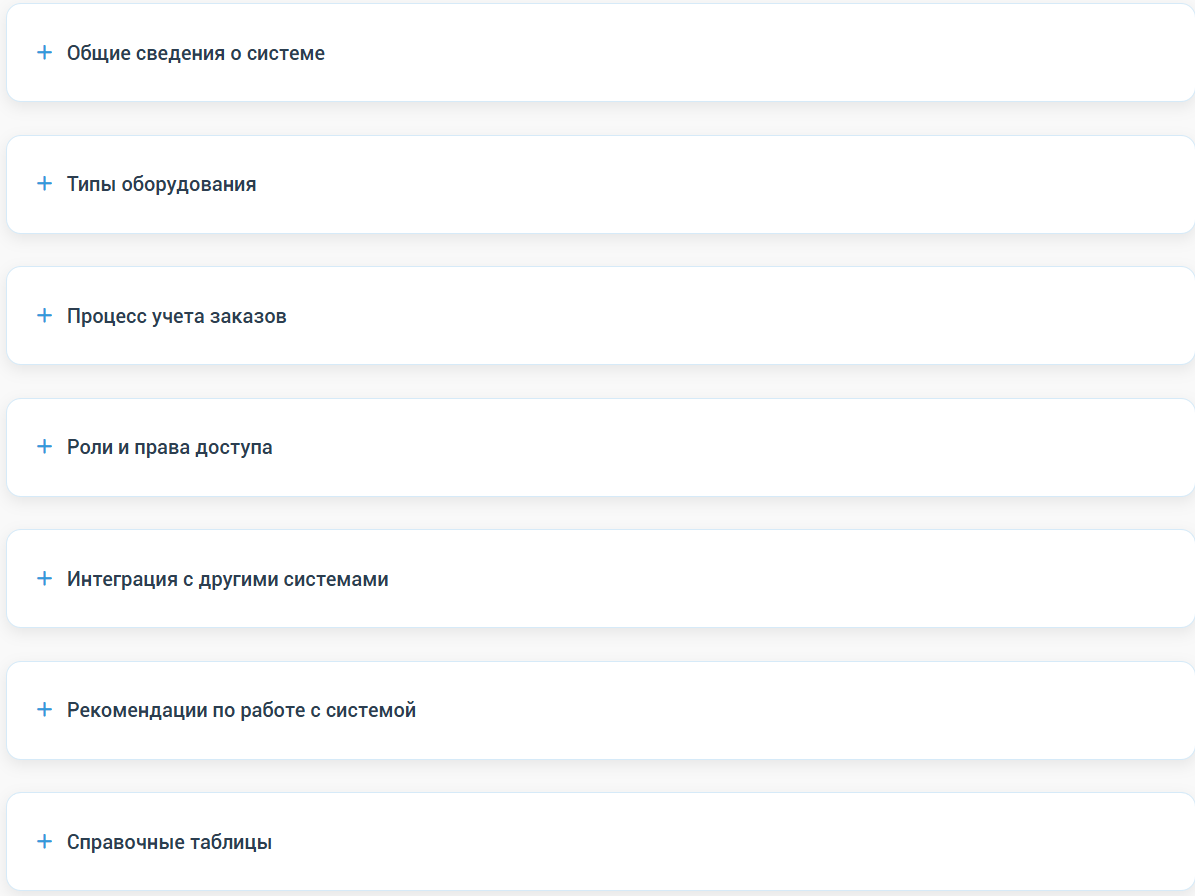 + Общие сведения о системе
+ Типы оборудования
+ Процесс учета заказов
+ Роли и права доступа
+ Интеграция с другими системами
+ Рекомендации по работе с системой
+ Справочные таблицы